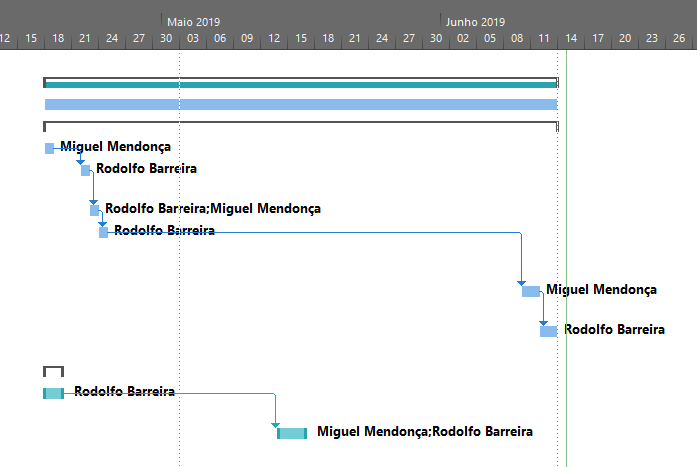 Maio 2019 Junho 2019
12 15 18 21 24 27 30 03 06 09 12 15 18 21 24 27 30 02 05 08 11 14 17 20 23 26
Miguel Mendonça
Rodolfo Barreira
Rodolfo Barreira;Miguel Mendonça
Rodolfo Barreira
Miguel Mendonça
Rodolfo Barreira
Rodolfo Barreira
Miguel Mendonça;Rodolfo Barreira